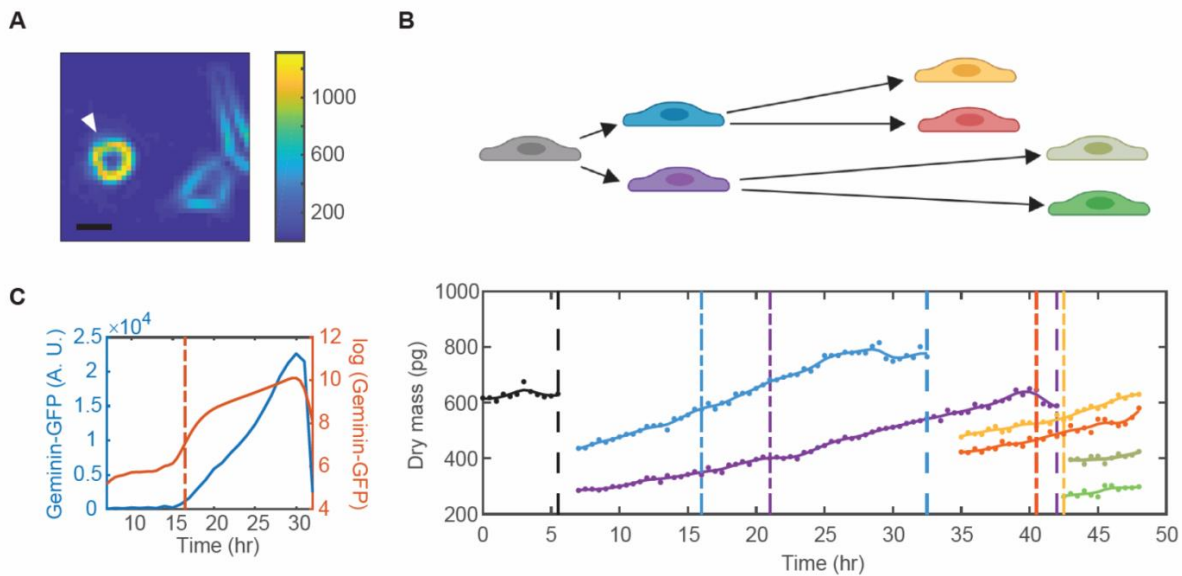 A
1000
600
200
B
C
×10⁴
2.5
2
1.5
1
0.5
0
Geminin-GFP (A. U.)
12
10
8
6
4
log (Geminin-GFP)
10 15 20 25 30
Time (hr)
1000
800
600
400
200
Dry mass (pg)
0 5 10 15 20 25 30 35 40 45 50
Time (hr)